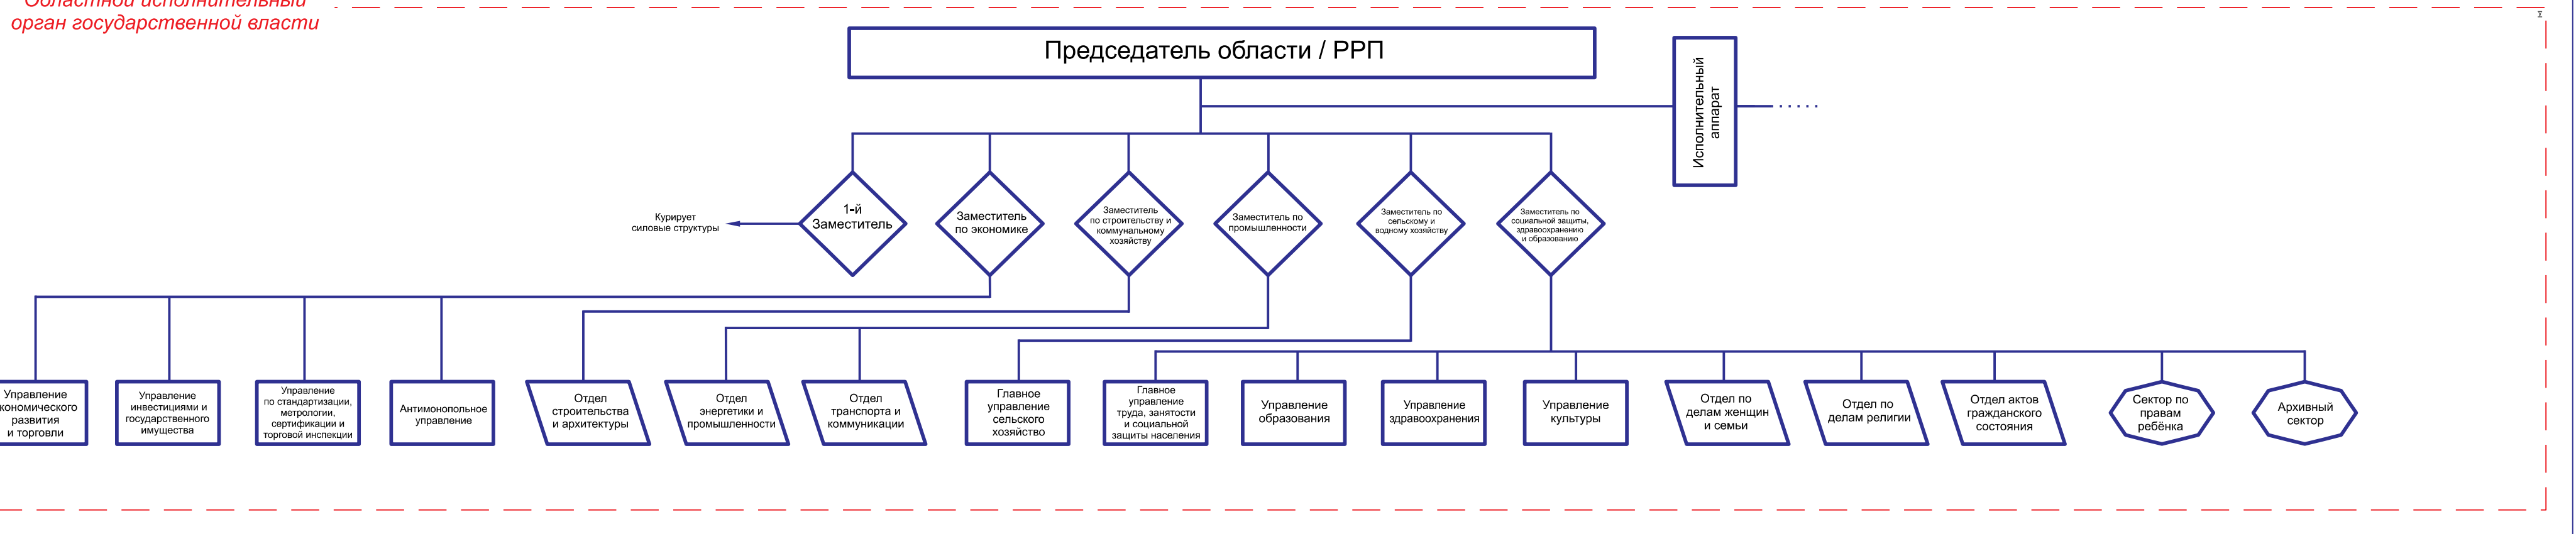 Областной исполнительный
орган государственной власти
Председатель области / РРП
Исполнительный
аппарат
Курирует
силовые структуры
1-й
Заместитель
Заместитель
по экономике
Заместитель
по строительству и
коммунальному
хозяйству
Заместитель по
промышленности
Заместитель по
сельскому и
водному хозяйству
Заместитель по
социальной защиты,
здравоохранению
и образованию
Управление
кономического
развития
и торговли
Управление
инвестициями и
государственного
имущества
Управление
по стандартизации,
метрологии,
сертификации и
торговой инспекции
Антимонопольное
управление
Отдел
строительства
и архитектуры
Отдел
энергетики и
промышленности
Отдел
транспорта и
коммуникации
Главное
управление
сельского
хозяйство
Главное
управление
труда, занятости
и социальной
защиты населения
Управление
образования
Управление
здравоохранения
Управление
культуры
Отдел по
делам женщин
и семьи
Отдел по
делам религии
Отдел актов
гражданского
состояния
Сектор по
правам
ребёнка
Архивный
сектор